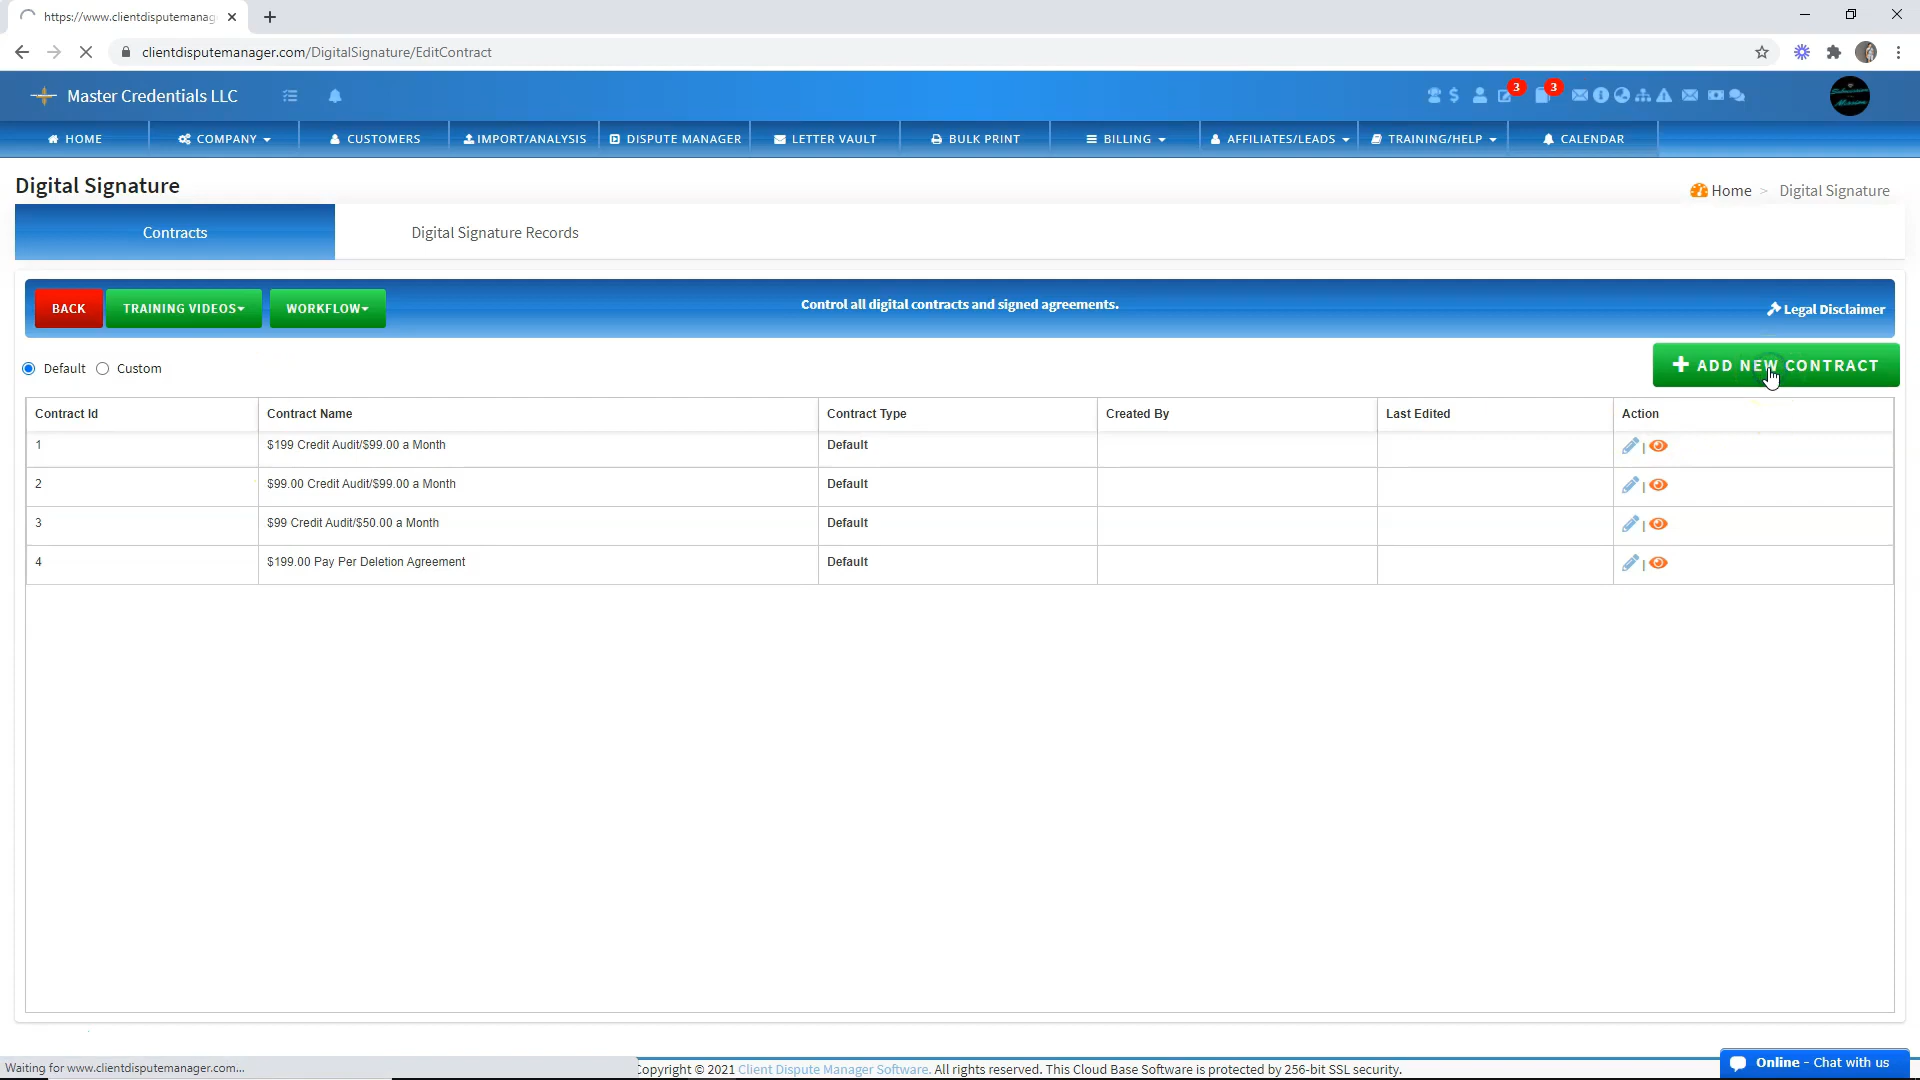 https://www.clientdisputemanag
clientdisputemanager.com/DigitalSignature/EditContract
Master Credentials LLC
3
3
HOME
COMPANY
CUSTOMERS
IMPORT/ANALYSIS
DISPUTE MANAGER
LETTER VAULT
BULK PRINT
BILLING
AFFILIATES/LEADS
TRAINING/HELP
CALENDAR
Digital Signature
Home > Digital Signature
Contracts
Digital Signature Records
BACK
TRAINING VIDEOS
WORKFLOW
Control all digital contracts and signed agreements.
Legal Disclaimer
Default
Custom
+ ADD NEW CONTRACT
Contract Id Contract Name Contract Type Created By Last Edited Action
1 $199 Credit Audit/$99.00 a Month Default |
2 $99.00 Credit Audit/$99.00 a Month Default |
3 $99 Credit Audit/$50.00 a Month Default |
4 $199.00 Pay Per Deletion Agreement Default |
Waiting for www.clientdisputemanager.com...
Copyright © 2021 Client Dispute Manager Software. All rights reserved. This Cloud Base Software is protected by 256-bit SSL security.
Online - Chat with us